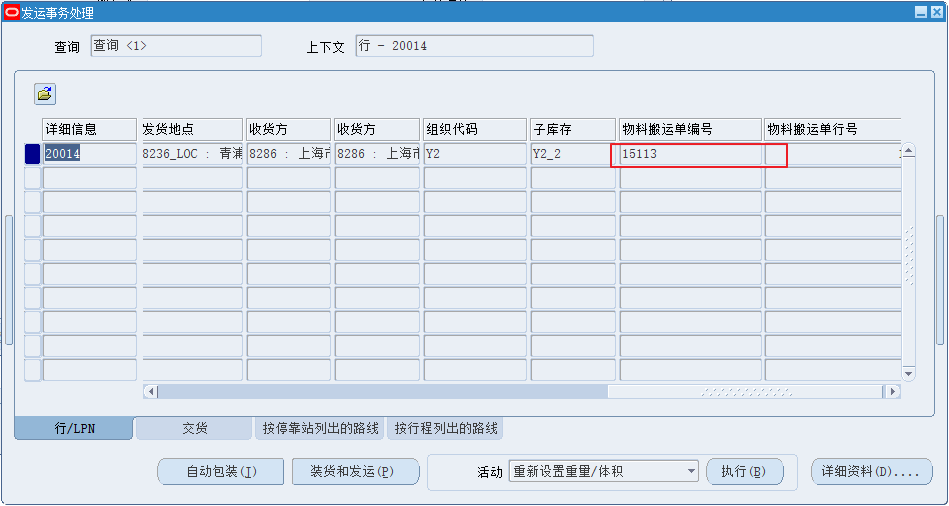 发运事务处理
查询 查询 <1> 上下文 行 - 20014
详细信息 发货地点 收货方 收货方 组织代码 子库存 物料搬运单编号 物料搬运单行号
20014 8236_LOC : 青浦 8286 : 上海市 8286 : 上海市 Y2 Y2_2 15113
行/LPN 交货 按停靠站列出的路线 按行程列出的路线
自动包装(I) 装货和发运(P) 活动 重新设置重量/体积 执行(B) 详细资料(D)....